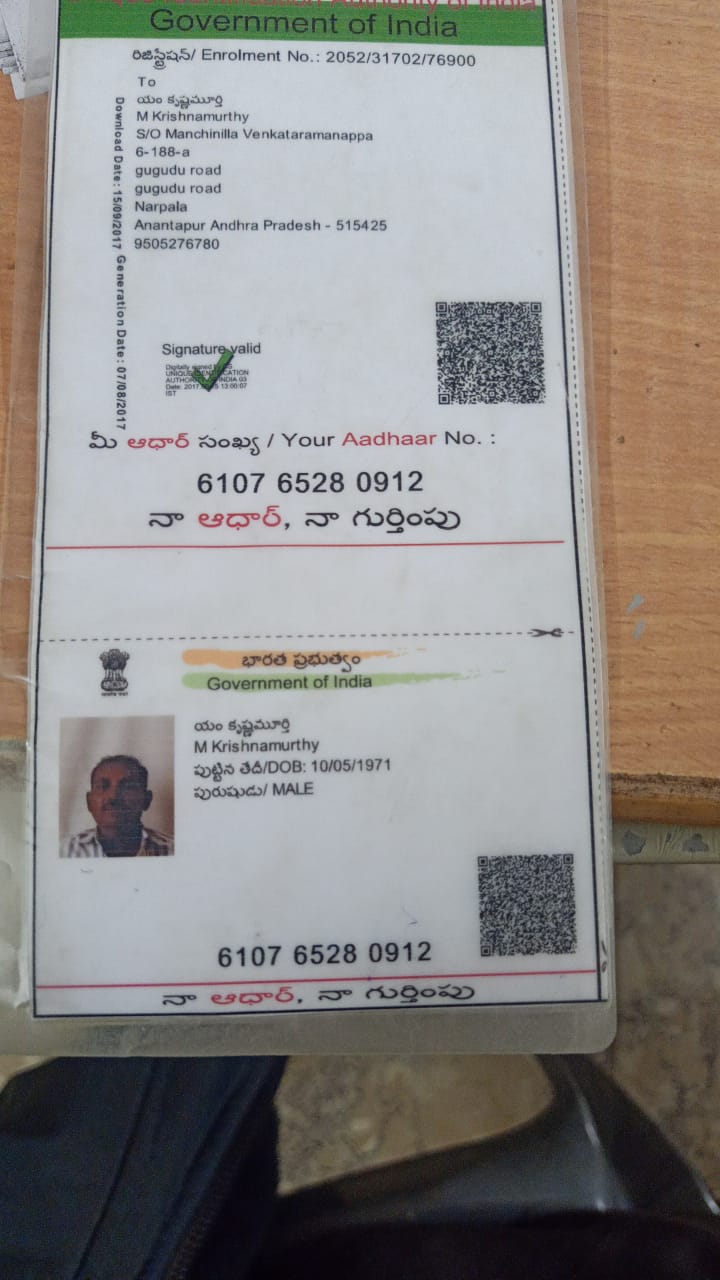 Authority of India
Government of India
రిజిస్ట్రేషన్/ Enrolment No.: 2052/31702/76900
To
యం కృష్ణమూర్తి
M Krishnamurthy
S/O Manchinilla Venkataramanappa
6-188-a
gugudu road
gugudu road
Narpala
Anantapur Andhra Pradesh - 515425
9505276780
Download Date: 15/09/2017 Generation Date: 07/08/2017
Signature valid
Digitally signed by
UNIQUE IDENTIFICATION
AUTHORITY OF INDIA 03
Date: 2017 13:06:07
IST
మీ ఆధార్ సంఖ్య / Your Aadhaar No. :
6107 6528 0912
నా ఆధార్, నా గుర్తింపు
భారత ప్రభుత్వం
Government of India
యం కృష్ణమూర్తి
M Krishnamurthy
పుట్టిన తేదీ/DOB: 10/05/1971
పురుషుడు/ MALE
6107 6528 0912
నా ఆధార్, నా గుర్తింపు